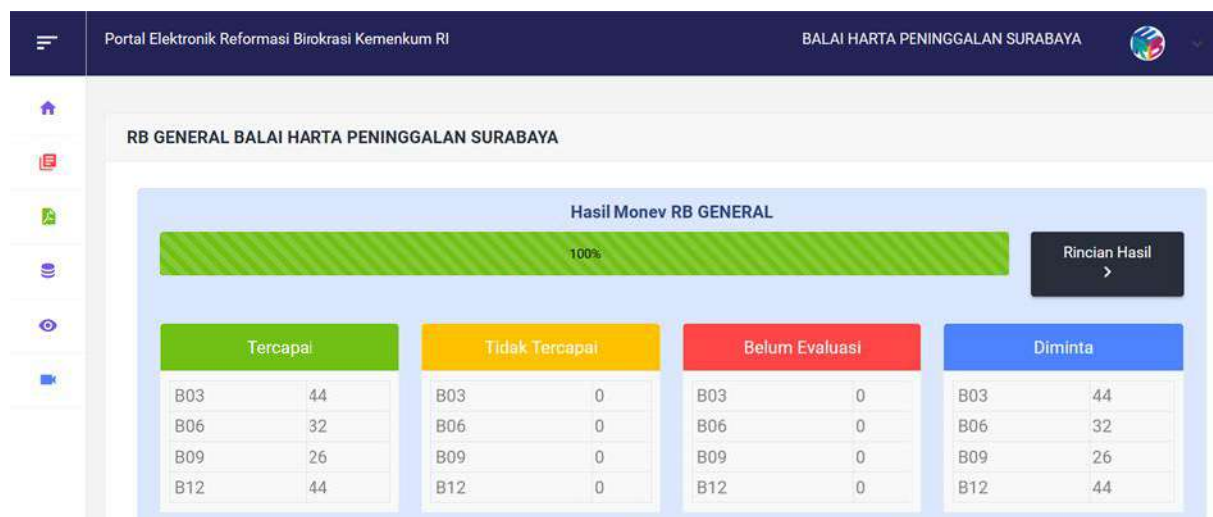 Portal Elektronik Reformasi Birokrasi Kemenkum RI BALAI HARTA PENINGGALAN SURABAYA
RB GENERAL BALAI HARTA PENINGGALAN SURABAYA
Hasil Monev RB GENERAL
100%
Rincian Hasil
Tercapai Tidak Tercapai Belum Evaluasi Diminta
B03 44 B03 0 B03 0 B03 44
B06 32 B06 0 B06 0 B06 32
B09 26 B09 0 B09 0 B09 26
B12 44 B12 0 B12 0 B12 44